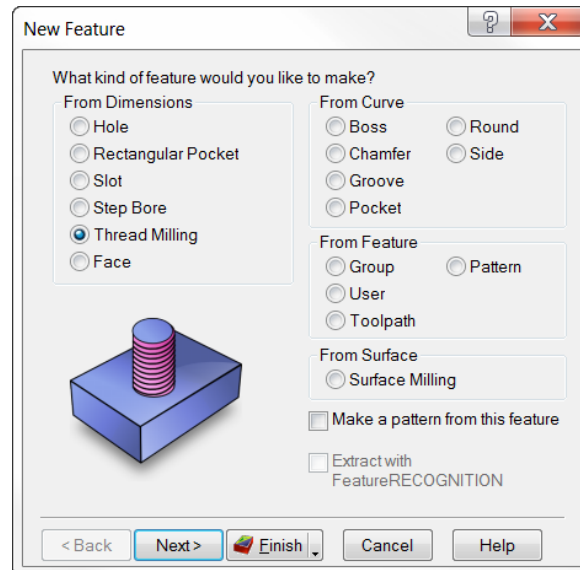 New Feature
What kind of feature would you like to make?
From Dimensions
Hole
Rectangular Pocket
Slot
Step Bore
Thread Milling
Face
From Curve
Boss
Round
Chamfer
Side
Groove
Pocket
From Feature
Group
Pattern
User
Toolpath
From Surface
Surface Milling
Make a pattern from this feature
Extract with
FeatureRECOGNITION
< Back
Next >
Finish
Cancel
Help